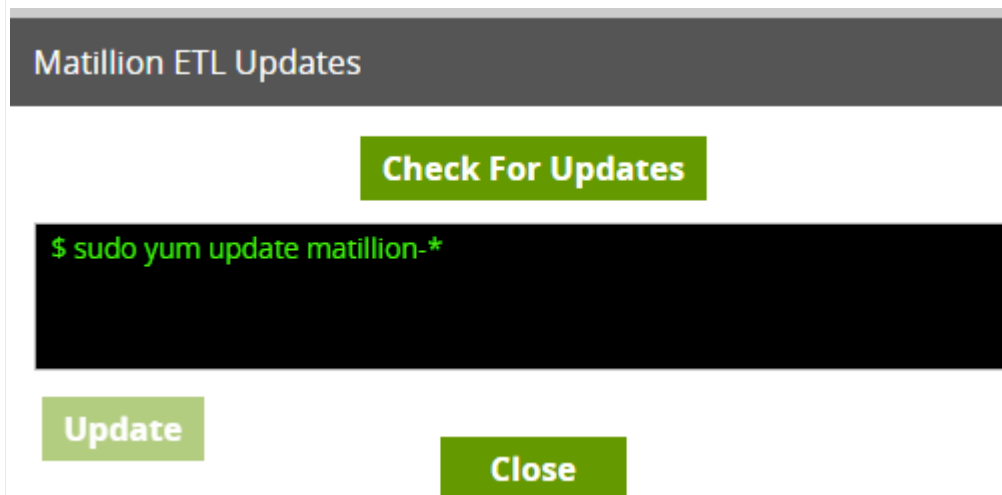 Matillion ETL Updates
Check For Updates
$ sudo yum update matillion-*
Update
Close